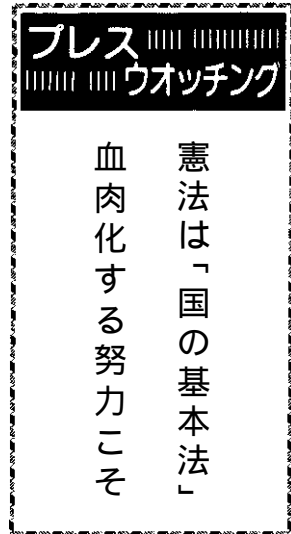 プレス
ウオッチング
憲法は「国の基本法」
血肉化する努力こそ